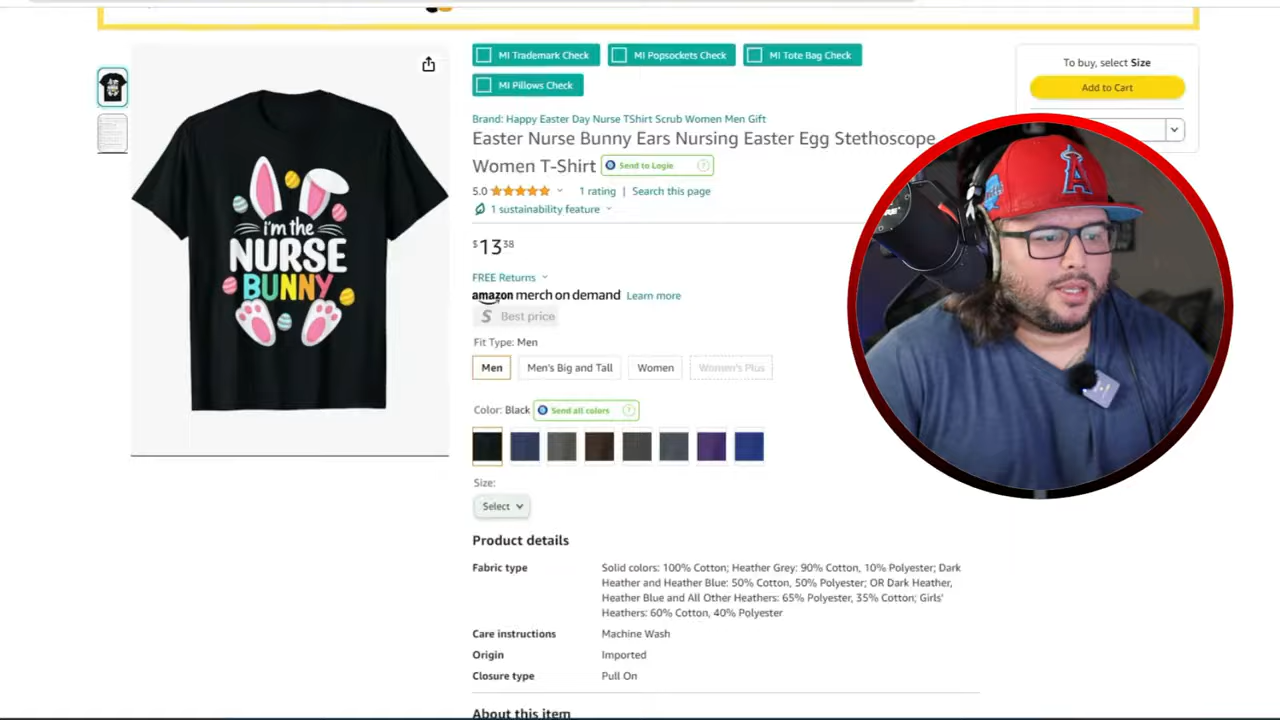 MI Trademark Check
MI Popsockets Check
MI Tote Bag Check
MI Pillows Check
Brand: Happy Easter Day Nurse TShirt Scrub Women Men Gift
Easter Nurse Bunny Ears Nursing Easter Egg Stethoscope
Women T-Shirt
Send to Logie
?
5.0
1 rating | Search this page
1 sustainability feature
$13 38
FREE Returns
amazon merch on demand Learn more
S Best price
Fit Type: Men
Men
Men's Big and Tall
Women
Women's Plus
Color: Black
Send all colors
?
Size:
Select
Product details
Fabric type
Solid colors: 100% Cotton; Heather Grey: 90% Cotton, 10% Polyester; Dark
Heather and Heather Blue: 50% Cotton, 50% Polyester; OR Dark Heather,
Heather Blue and All Other Heathers: 65% Polyester, 35% Cotton; Girls'
Heathers: 60% Cotton, 40% Polyester
Care instructions
Machine Wash
Origin
Imported
Closure type
Pull On
About this item
To buy, select Size
Add to Cart
i'm the
NURSE
BUNNY
A